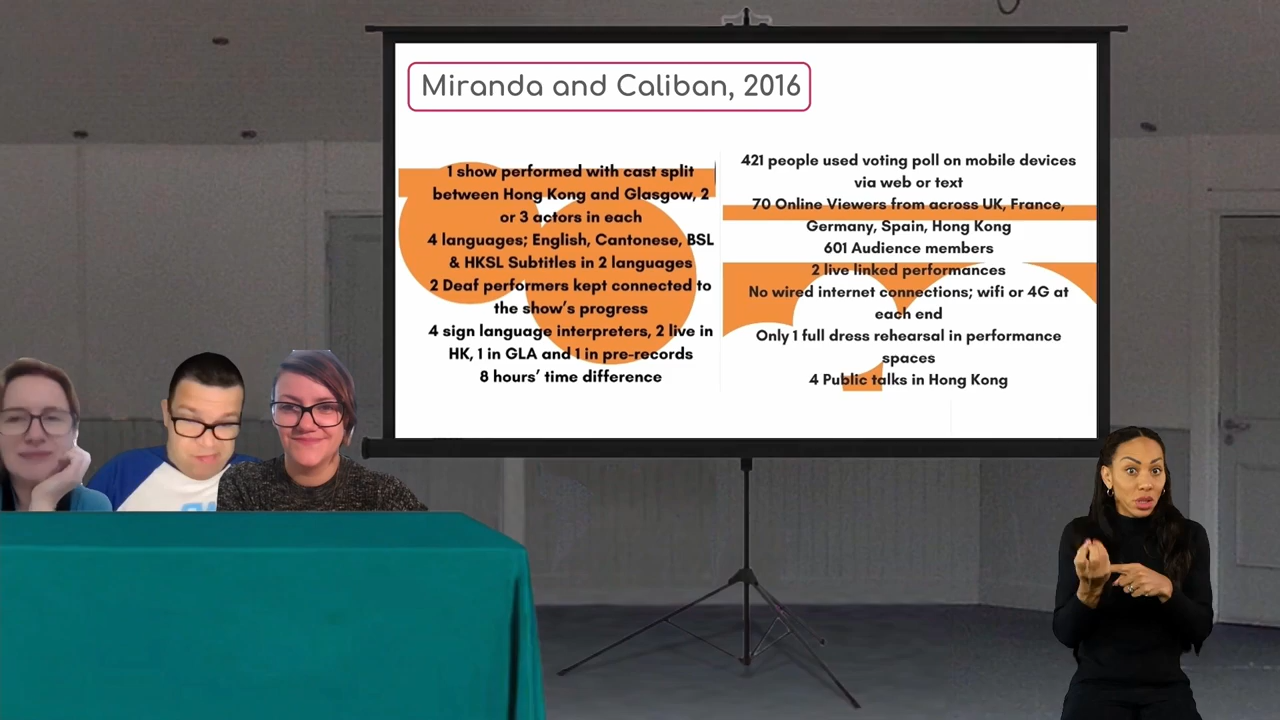 Miranda and Caliban, 2016
1 show performed with cast split
between Hong Kong and Glasgow, 2
or 3 actors in each
4 languages; English, Cantonese, BSL
& HKSL Subtitles in 2 languages
2 Deaf performers kept connected to
the show's progress
4 sign language interpreters, 2 live in
HK, 1 in GLA and 1 in pre-records
8 hours' time difference
421 people used voting poll on mobile devices
via web or text
70 Online Viewers from across UK, France,
Germany, Spain, Hong Kong
601 Audience members
2 live linked performances
No wired internet connections; wifi or 4G at
each end
Only 1 full dress rehearsal in performance
spaces
4 Public talks in Hong Kong